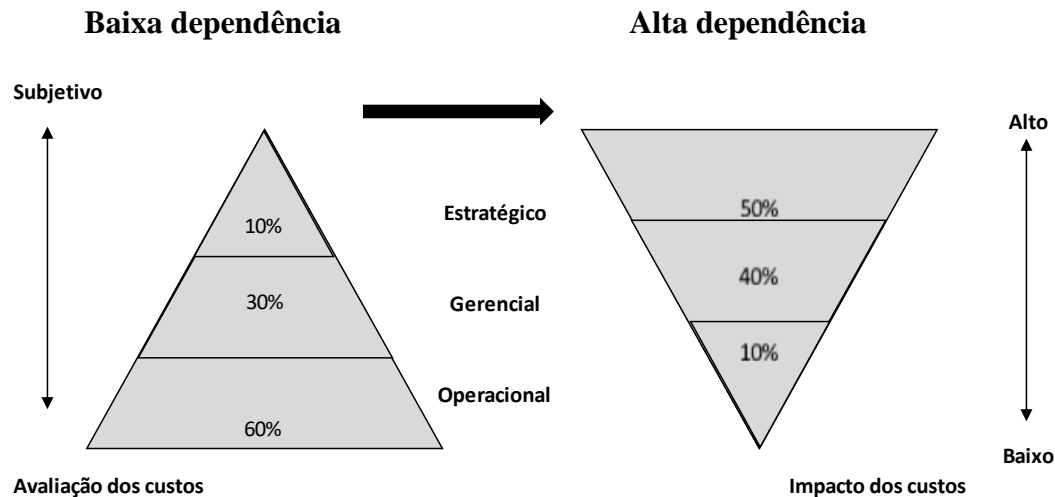 Baixa dependência
Alta dependência
Subjetivo
Alto
10%
Estratégico
50%
30%
Gerencial
40%
10%
Operacional
60%
Baixo
Avaliação dos custos
Impacto dos custos